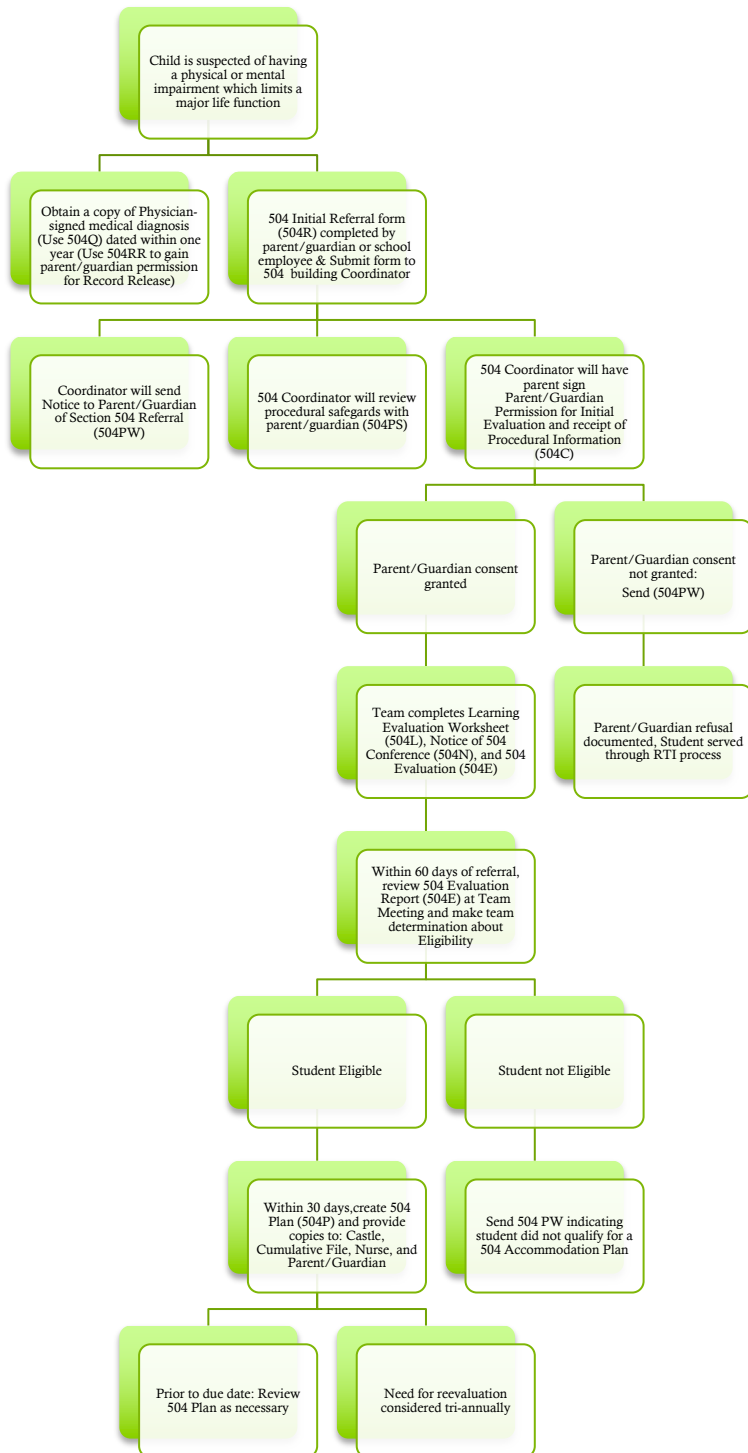 Child is suspected of having
a physical or mental
impairment which limits a
major life function
Obtain a copy of Physician-
signed medical diagnosis
(Use 504Q) dated within one
year (Use 504RR to gain
parent/guardian permission
for Record Release)
504 Initial Referral form
(504R) completed by
parent/guardian or school
employee & Submit form to
504 building Coordinator
Coordinator will send
Notice to Parent/Guardian
of Section 504 Referral
(504PW)
504 Coordinator will review
procedural safegards with
parent/guardian (504PS)
504 Coordinator will have
parent sign
Parent/Guardian
Permission for Initial
Evaluation and receipt of
Procedural Information
(504C)
Parent/Guardian consent
granted
Parent/Guardian consent
not granted:
Send (504PW)
Team completes Learning
Evaluation Worksheet
(504L), Notice of 504
Conference (504N), and 504
Evaluation (504E)
Parent/Guardian refusal
documented, Student served
through RTI process
Within 60 days of referral,
review 504 Evaluation
Report (504E) at Team
Meeting and make team
determination about
Eligibility
Student Eligible
Student not Eligible
Within 30 days,create 504
Plan (504P) and provide
copies to: Castle,
Cumulative File, Nurse, and
Parent/Guardian
Send 504 PW indicating
student did not qualify for a
504 Accommodation Plan
Prior to due date: Review
504 Plan as necessary
Need for reevaluation
considered tri-annually